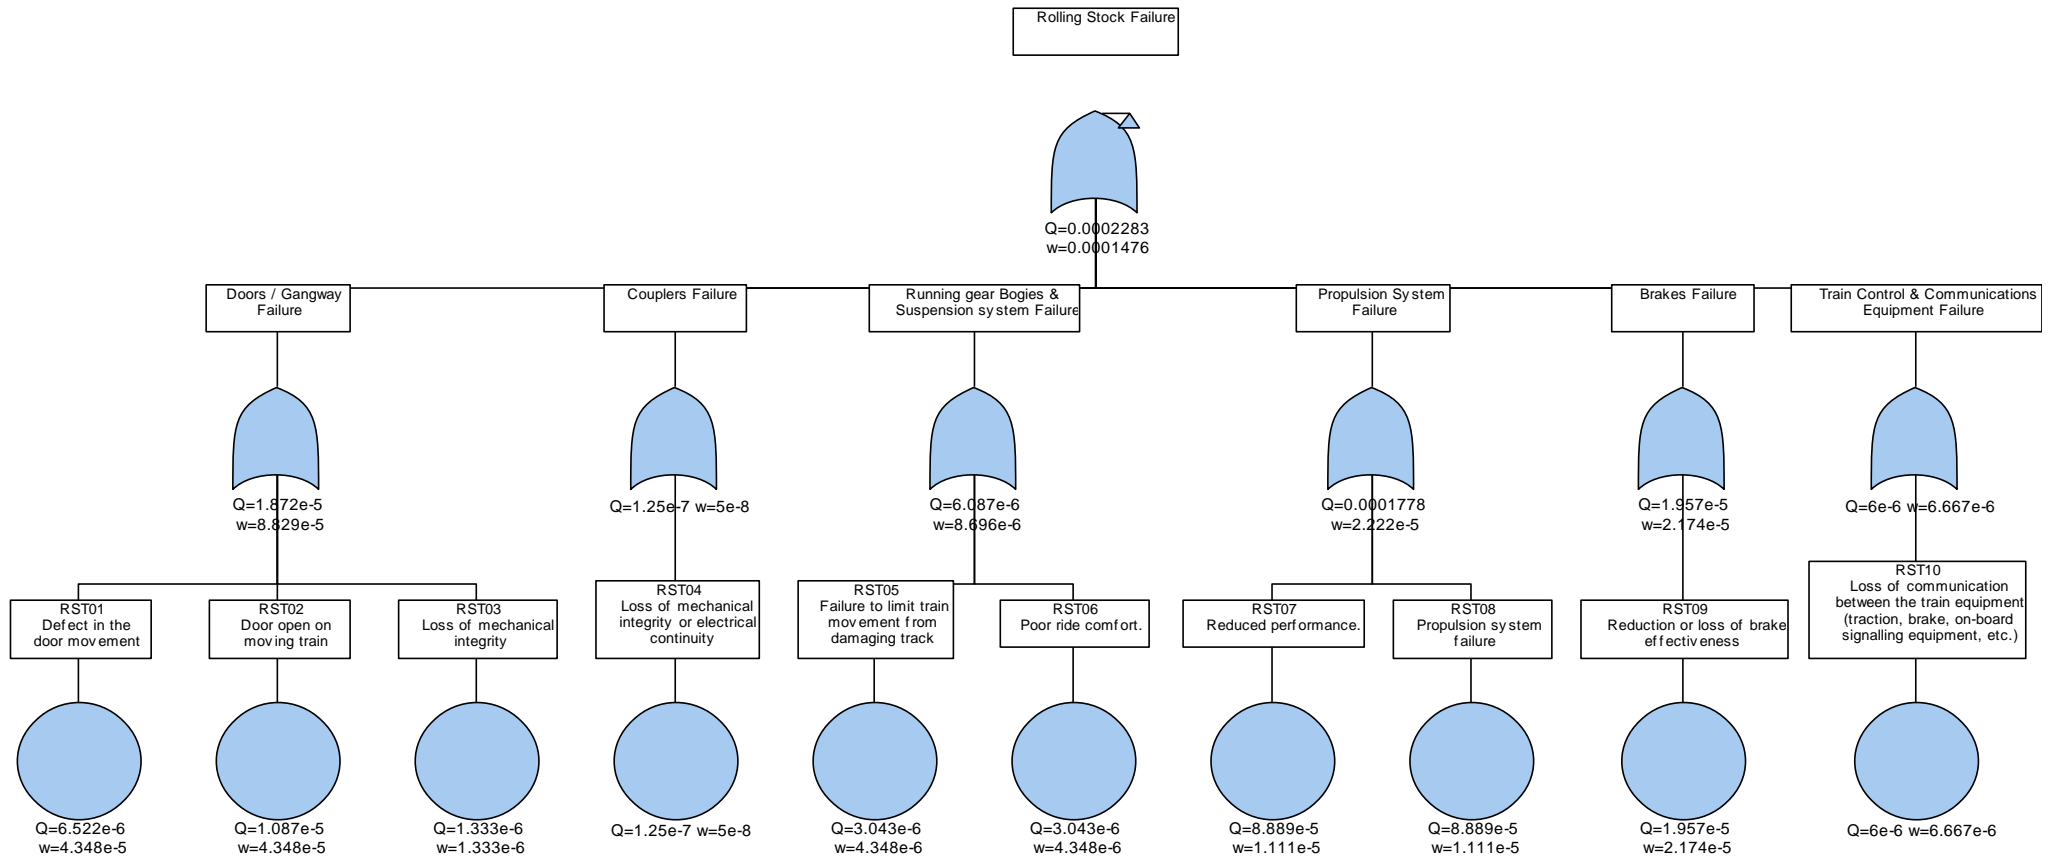 Rolling Stock Failure
Q=0.0002283
w=0.0001476
Doors / Gangway
Failure
Couplers Failure
Running gear Bogies &
Suspension system Failure
Propulsion System
Failure
Brakes Failure
Train Control & Communications
Equipment Failure
Q=1.872e-5
w=8.829e-5
Q=1.25e-7 w=5e-8
Q=6.087e-6
w=8.696e-6
Q=0.0001778
w=2.222e-5
Q=1.957e-5
w=2.174e-5
Q=6e-6 w=6.667e-6
RST01
Defect in the
door movement
RST02
Door open on
moving train
RST03
Loss of mechanical
integrity
RST04
Loss of mechanical
integrity or electrical
continuity
RST05
Failure to limit train
movement from
damaging track
RST06
Poor ride comfort.
RST07
Reduced performance.
RST08
Propulsion system
failure
RST09
Reduction or loss of brake
effectiveness
RST10
Loss of communication
between the train equipment
(traction, brake, on-board
signalling equipment, etc.)
Q=6.522e-6
w=4.348e-5
Q=1.087e-5
w=4.348e-5
Q=1.333e-6
w=1.333e-6
Q=1.25e-7 w=5e-8
Q=3.043e-6
w=4.348e-6
Q=3.043e-6
w=4.348e-6
Q=8.889e-5
w=1.111e-5
Q=8.889e-5
w=1.111e-5
Q=1.957e-5
w=2.174e-5
Q=6e-6 w=6.667e-6